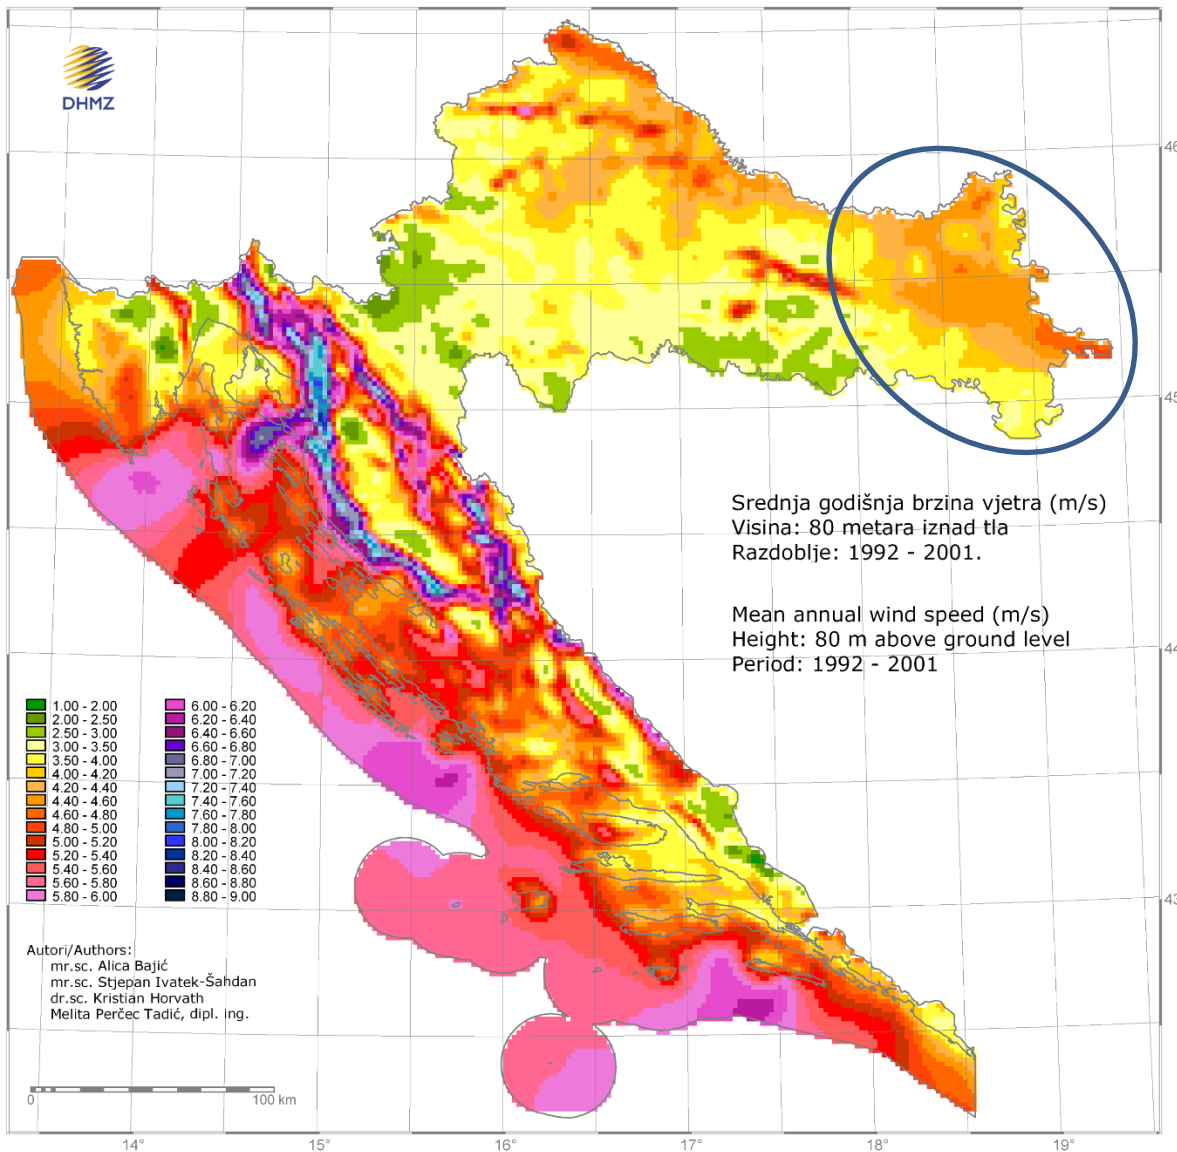 DHMZ
46
45
Srednja godišnja brzina vjetra (m/s)
Visina: 80 metara iznad tla
Razdoblje: 1992 - 2001.
Mean annual wind speed (m/s)
Height: 80 m above ground level
Period: 1992 - 2001
44
1.00 - 2.00
2.00 - 2.50
2.50 - 3.00
3.00 - 3.50
3.50 - 4.00
4.00 - 4.20
4.20 - 4.40
4.40 - 4.60
4.60 - 4.80
4.80 - 5.00
5.00 - 5.20
5.20 - 5.40
5.40 - 5.60
5.60 - 5.80
5.80 - 6.00
6.00 - 6.20
6.20 - 6.40
6.40 - 6.60
6.60 - 6.80
6.80 - 7.00
7.00 - 7.20
7.20 - 7.40
7.40 - 7.60
7.60 - 7.80
7.80 - 8.00
8.00 - 8.20
8.20 - 8.40
8.40 - 8.60
8.60 - 8.80
8.80 - 9.00
43
Autori/Authors:
mr.sc. Alica Bajić
mr.sc. Stjepan Ivatek-Šahdan
dr.sc. Kristian Horvath
Melita Perčec Tadić, dipl. ing.
0 100 km
14° 15° 16° 17° 18° 19°